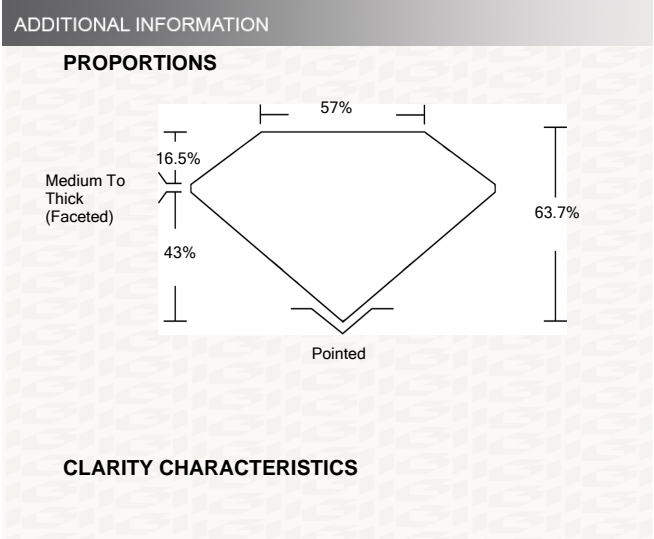 ADDITIONAL INFORMATION
PROPORTIONS
57%
16.5%
Medium To
Thick
(Faceted)
63.7%
43%
Pointed
CLARITY CHARACTERISTICS